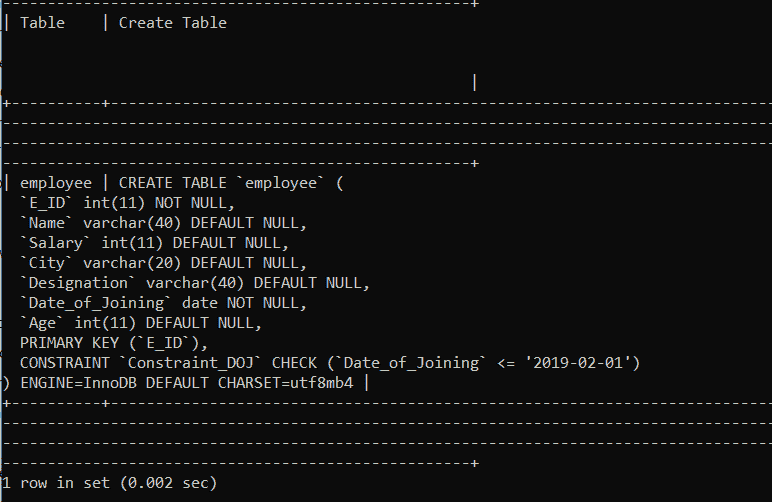 -----------------------------------------------------+
| Table    | Create Table
|
+----------+--------------------------------------------------------------------------
--------------------------------------------------------------------------------------
--------------------------------------------------------------------------------------
-----------------------------------------------------+
| employee | CREATE TABLE `employee` (
  `E_ID` int(11) NOT NULL,
  `Name` varchar(40) DEFAULT NULL,
  `Salary` int(11) DEFAULT NULL,
  `City` varchar(20) DEFAULT NULL,
  `Designation` varchar(40) DEFAULT NULL,
  `Date_of_Joining` date NOT NULL,
  `Age` int(11) DEFAULT NULL,
  PRIMARY KEY (`E_ID`),
  CONSTRAINT `Constraint_DOJ` CHECK (`Date_of_Joining` <= '2019-02-01')
) ENGINE=InnoDB DEFAULT CHARSET=utf8mb4 |
+----------+--------------------------------------------------------------------------
--------------------------------------------------------------------------------------
--------------------------------------------------------------------------------------
-----------------------------------------------------+
1 row in set (0.002 sec)